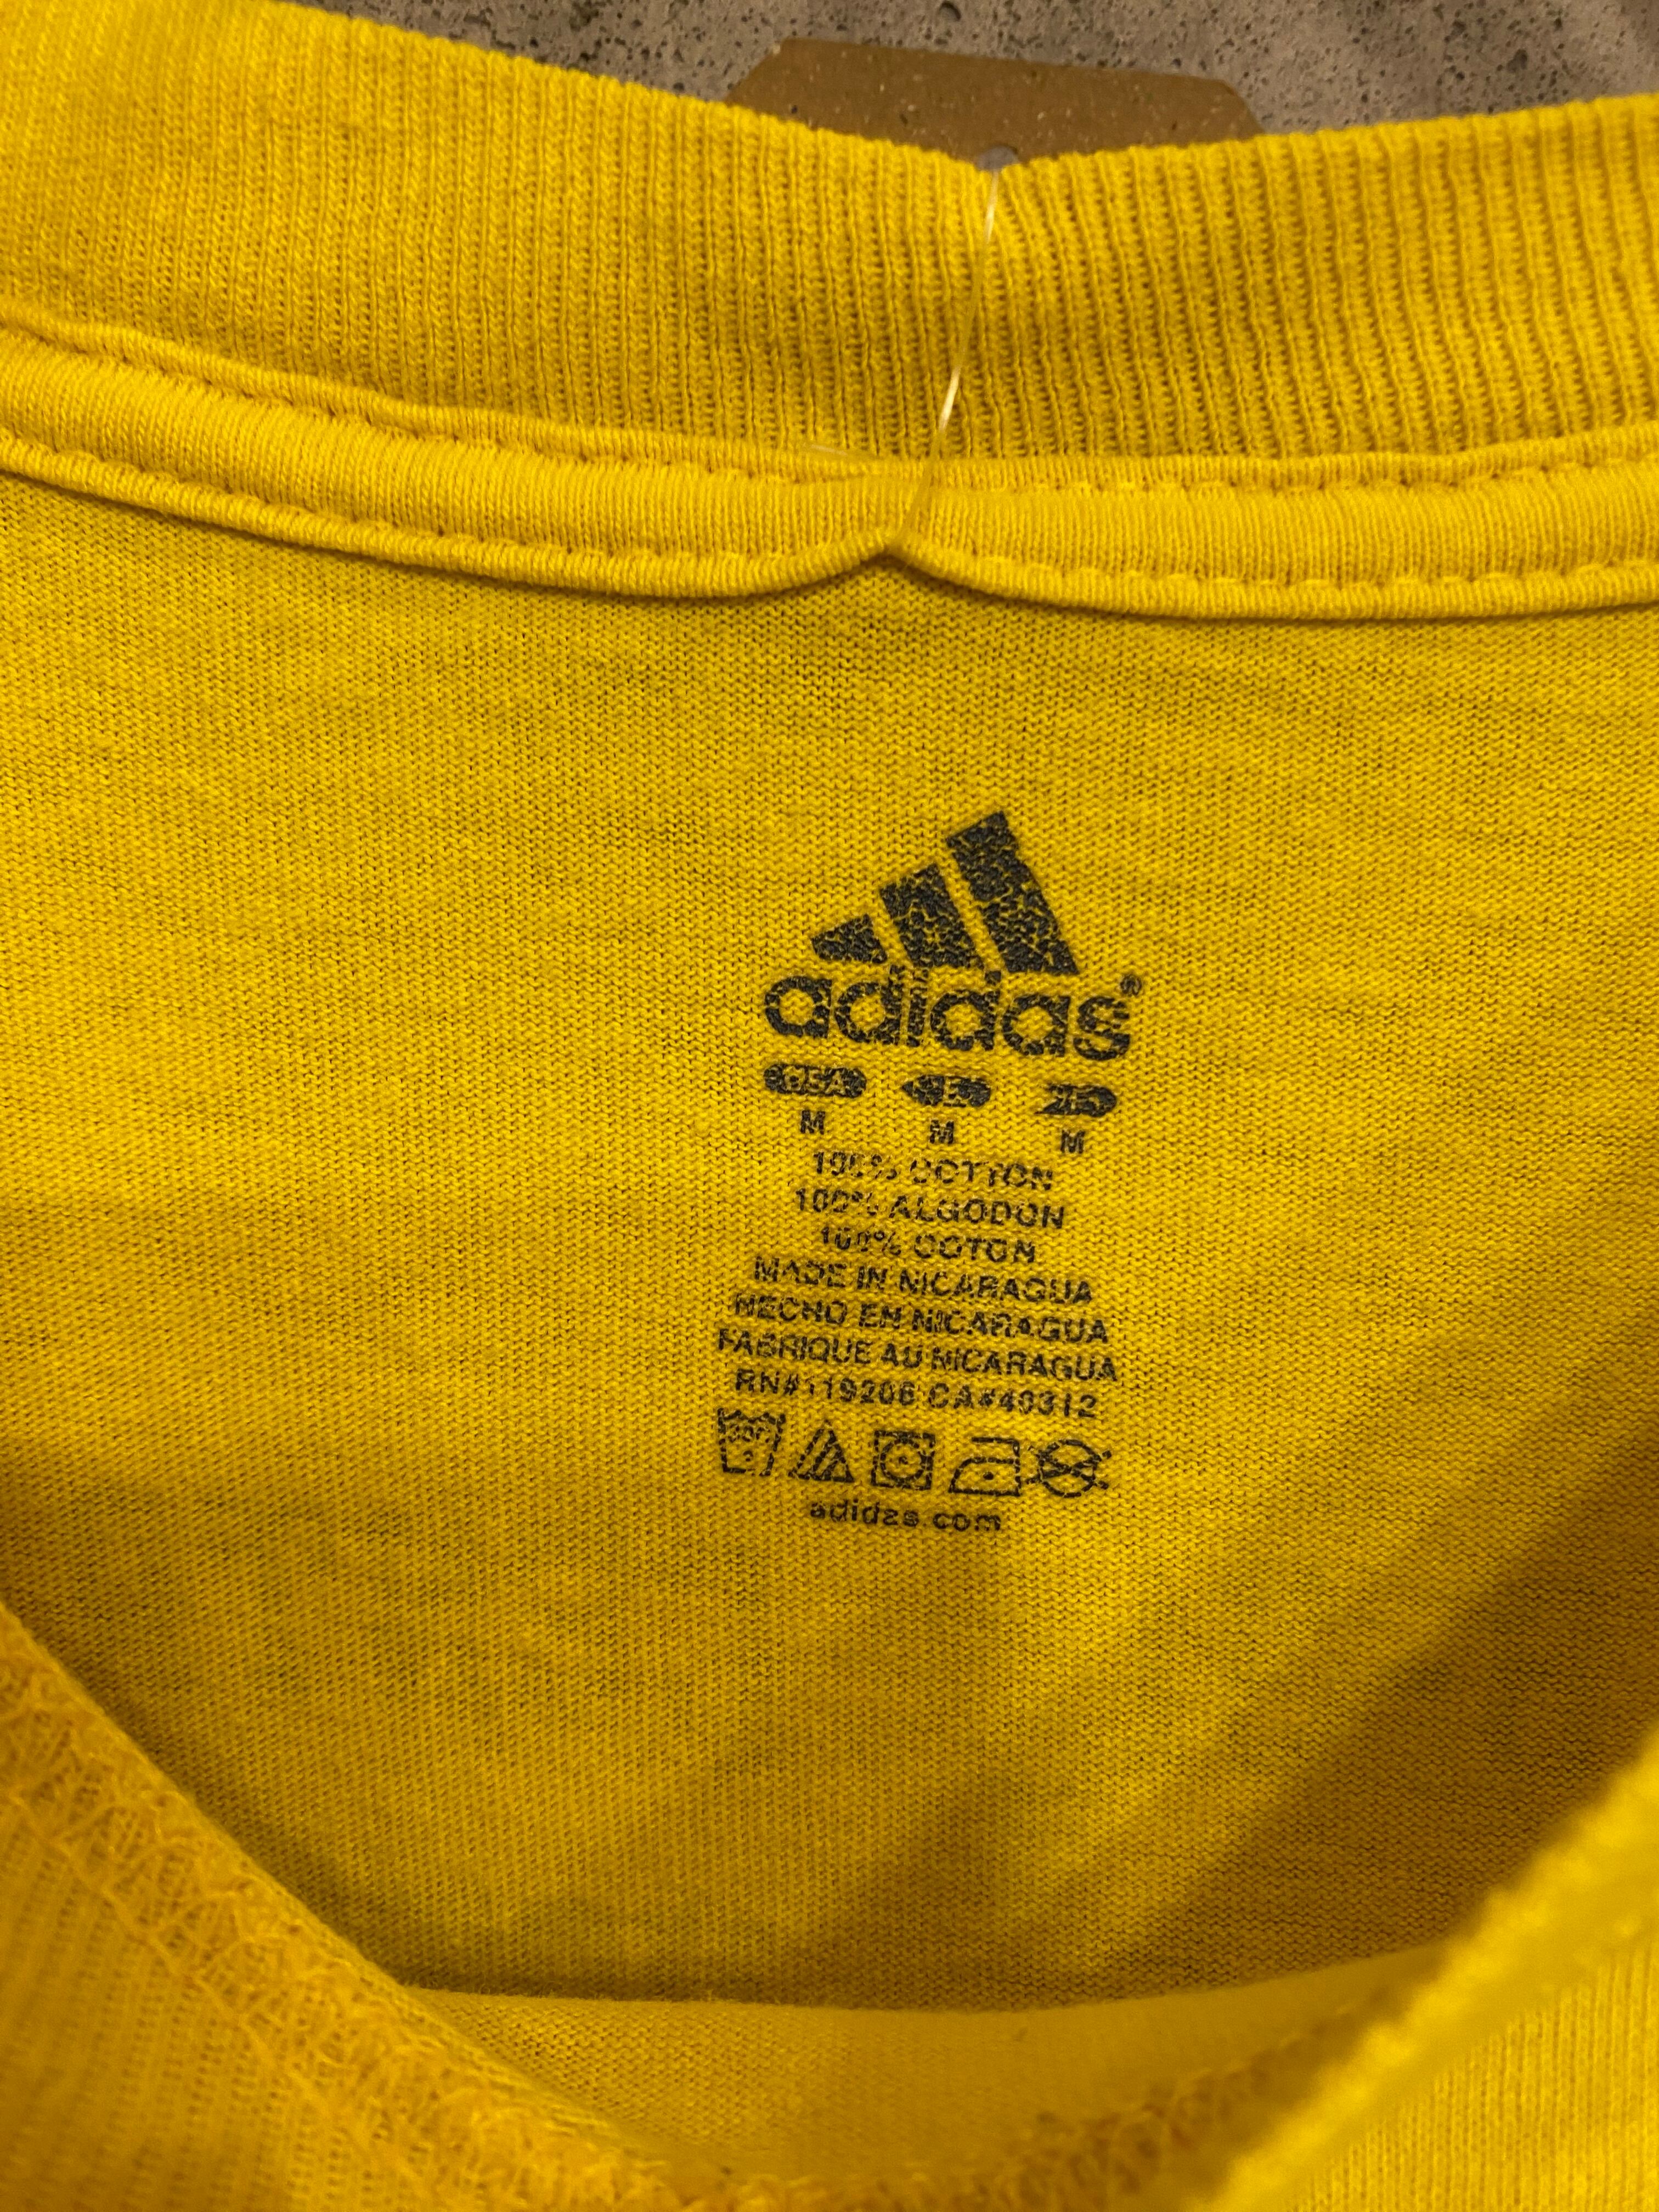 adidas®
USA E JP
M M M
100% COTTON
100% ALGODON
100% COTON
MADE IN NICARAGUA
HECHO EN NICARAGUA
FABRIQUE AU NICARAGUA
RN#119206 CA#40312
adidas.com